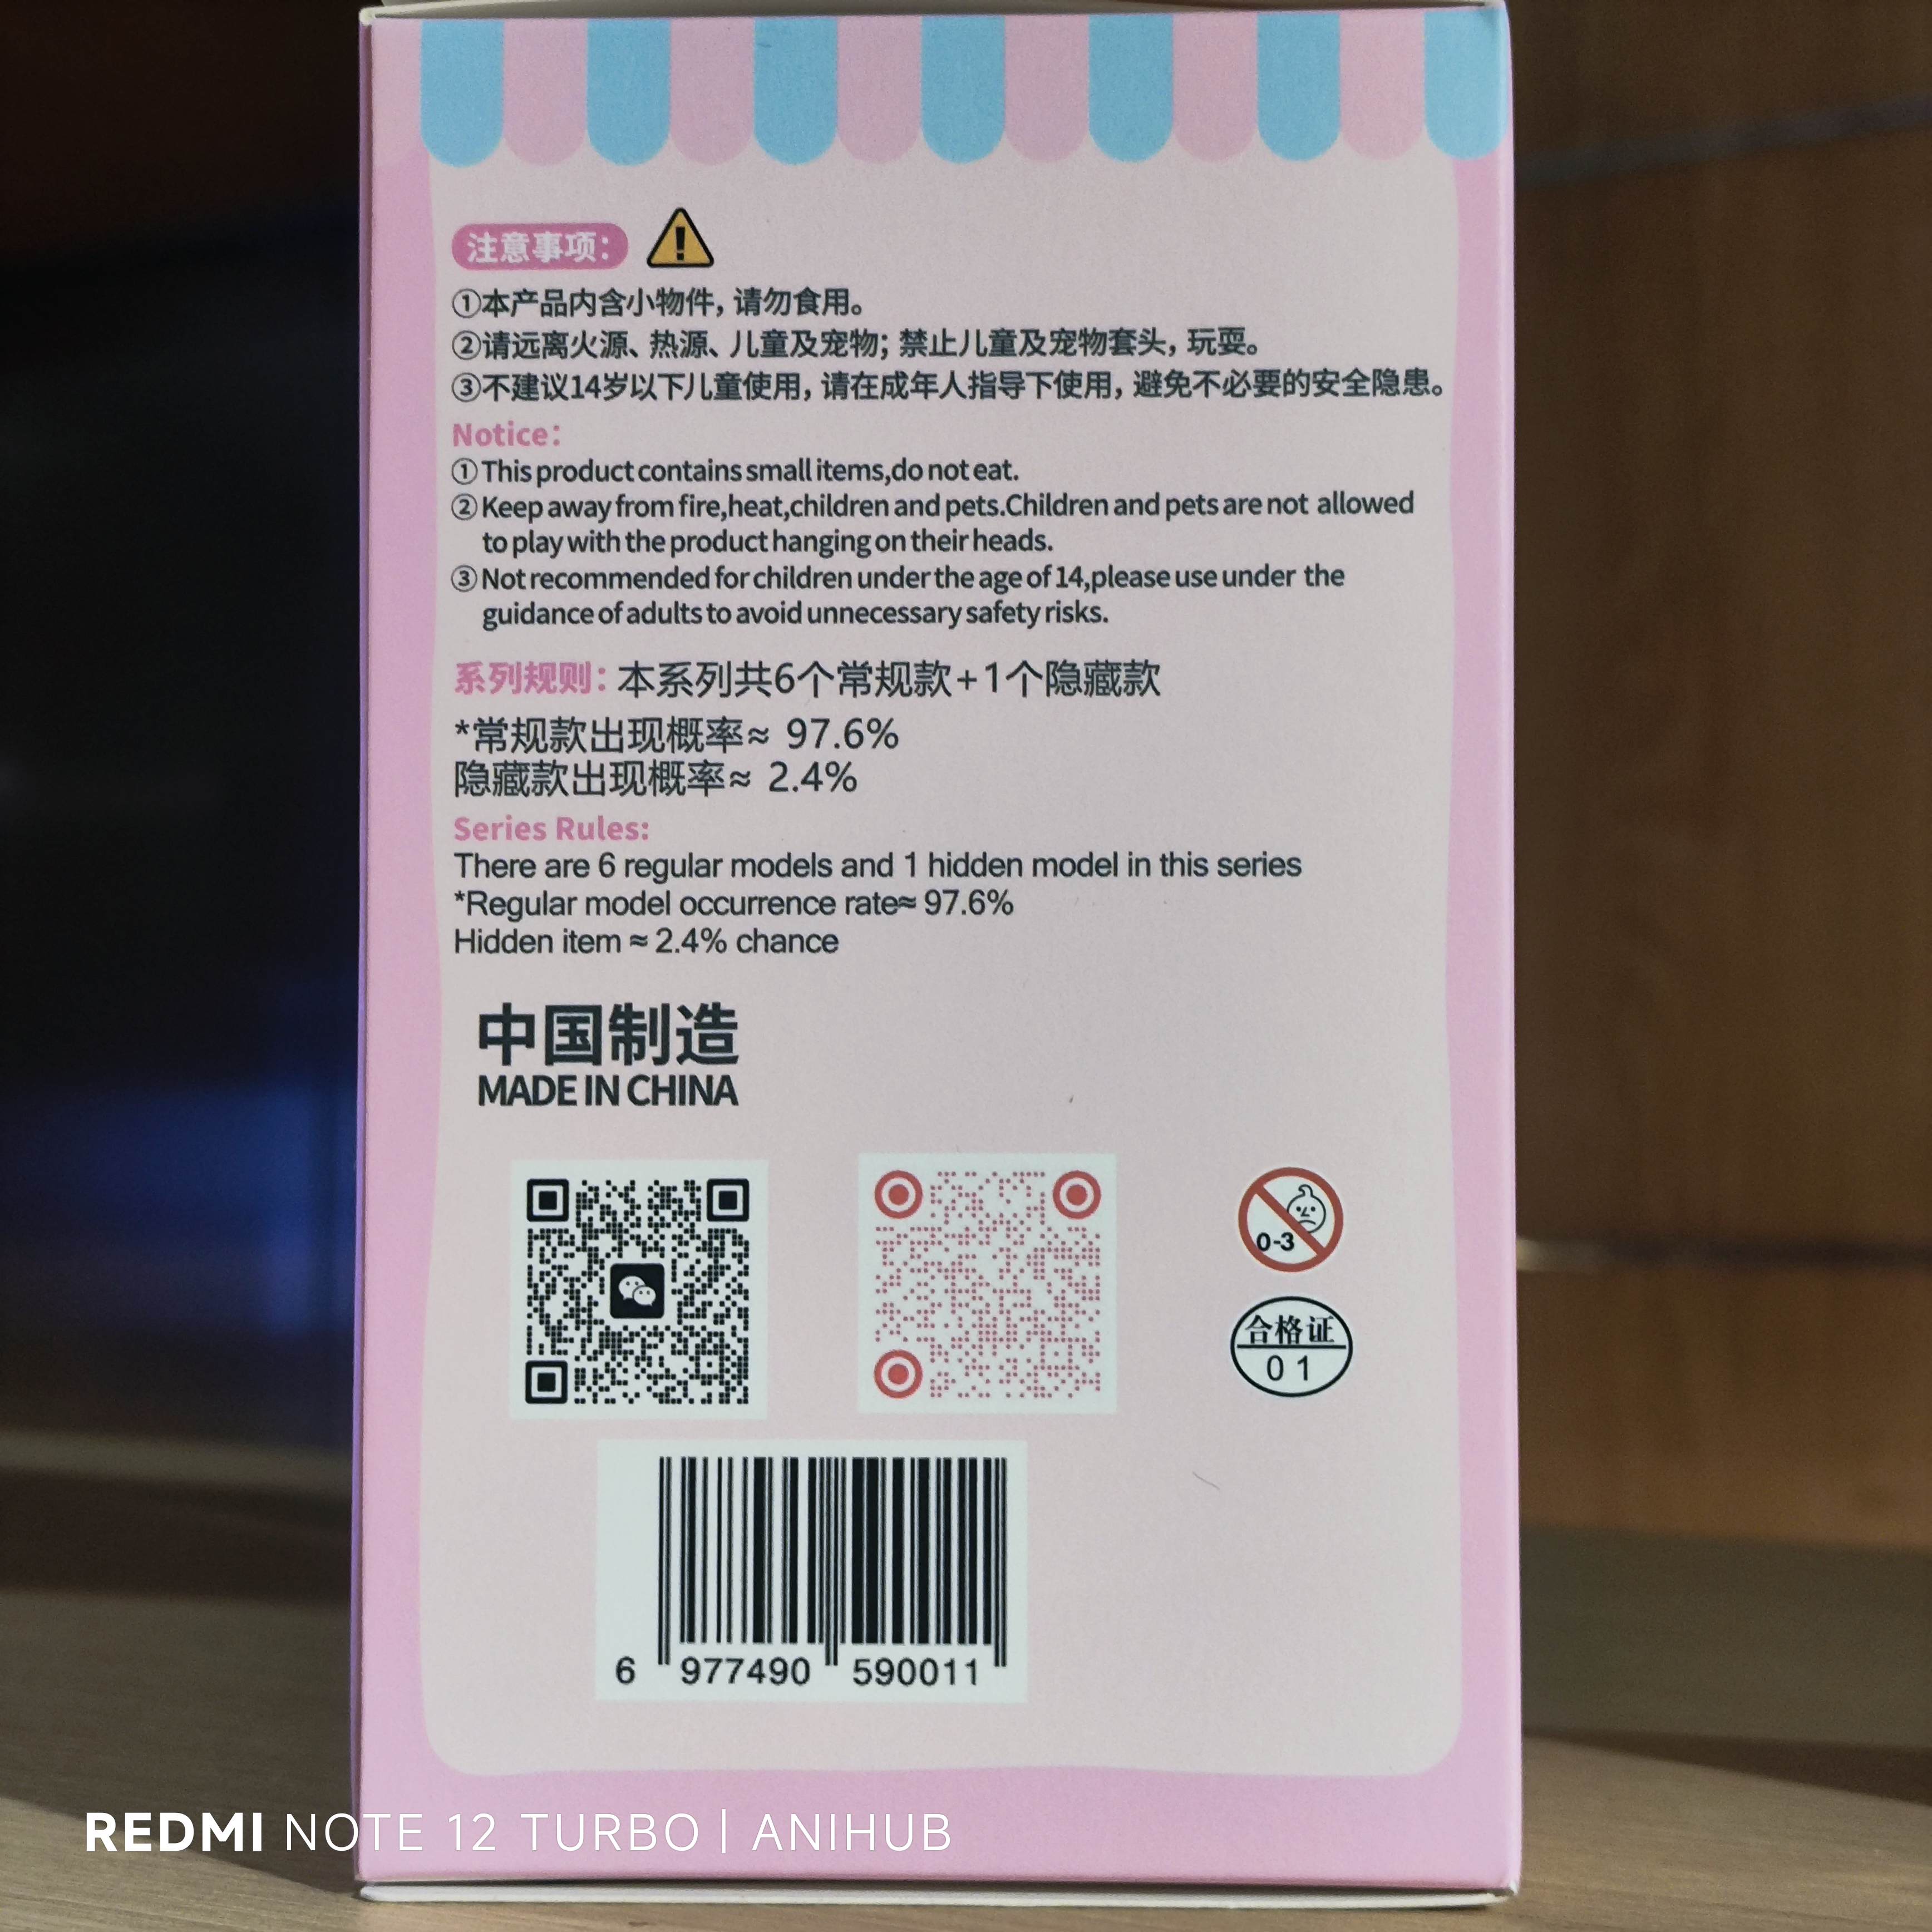 注意事项：
①本产品内含小物件，请勿食用。
②请远离火源、热源、儿童及宠物；禁止儿童及宠物套头，玩耍。
③不建议14岁以下儿童使用，请在成年人指导下使用，避免不必要的安全隐患。
Notice：
①This product contains small items,do not eat.
②Keep away from fire,heat,children and pets.Children and pets are not allowed
to play with the product hanging on their heads.
③Not recommended for children under the age of 14,please use under the
guidance of adults to avoid unnecessary safety risks.
系列规则：本系列共6个常规款+1个隐藏款
*常规款出现概率≈ 97.6%
隐藏款出现概率≈ 2.4%
Series Rules:
There are 6 regular models and 1 hidden model in this series
*Regular model occurrence rate≈ 97.6%
Hidden item ≈ 2.4% chance
中国制造
MADE IN CHINA
0-3
合格证
01
6 977490 590011
REDMI NOTE 12 TURBO | ANIHUB